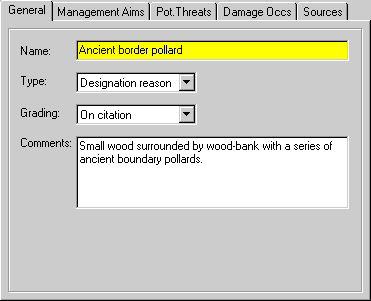 General Management Aims Pot.Threats Damage Occs Sources
Name: Ancient border pollard
Type: Designation reason
Grading: On citation
Comments: Small wood surrounded by wood-bank with a series of
ancient boundary pollards.